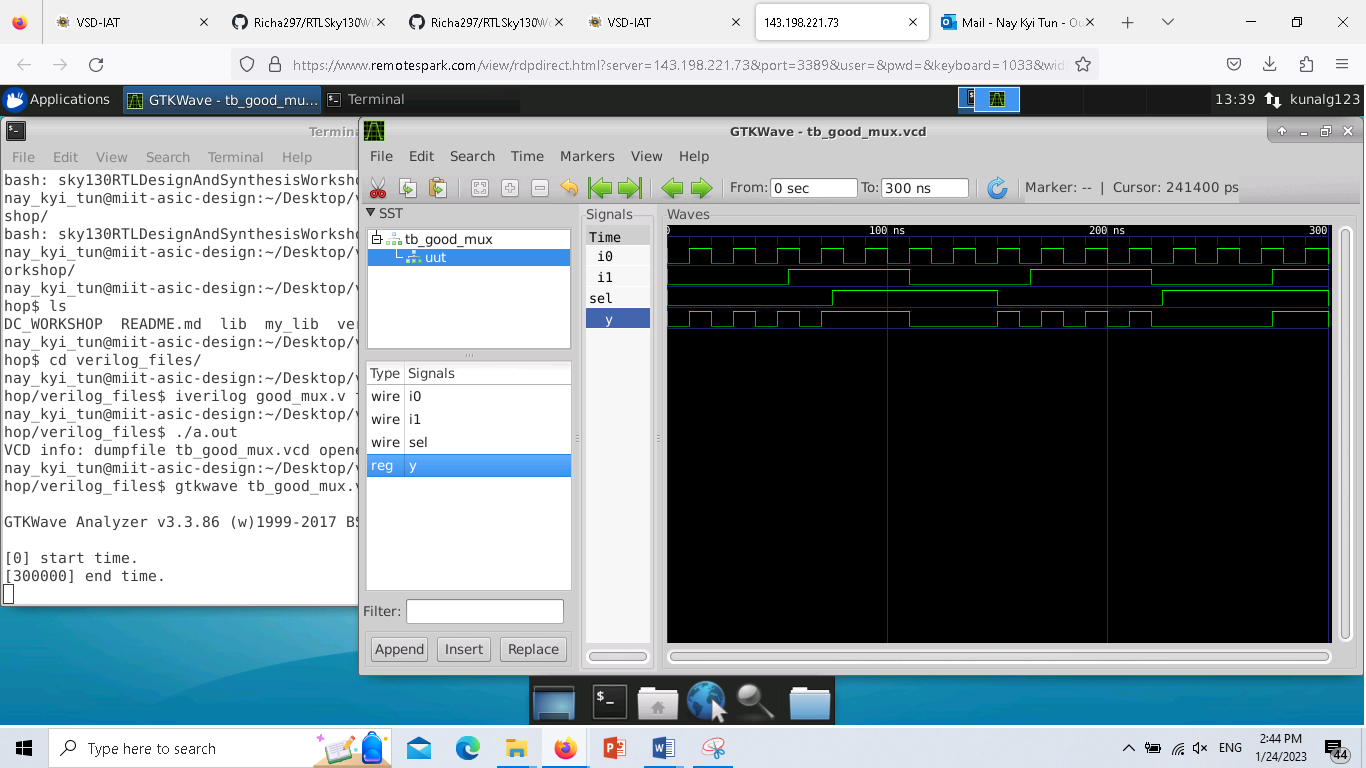 VSD-IAT
Richa297/RTLSky130Wo
Richa297/RTLSky130Wo
VSD-IAT
143.198.221.73
Mail - Nay Kyi Tun - Ou
https://www.remotespark.com/view/rdpdirect.html?server=143.198.221.73&port=3389&user=&pwd=&keyboard=1033&wid
Applications
GTKWave - tb_good_mu...
Terminal
13:39
kunalg123
Termina
File Edit View Search Terminal Help
bash: sky130RTLDesignAndSynthesisWorksho
nay_kyi_tun@miit-asic-design:~/Desktop/v
shop/
bash: sky130RTLDesignAndSynthesisWorksho
nay_kyi_tun@miit-asic-design:~/Desktop/v
orkshop/
nay_kyi_tun@miit-asic-design:~/Desktop/v
hop$ ls
DC_WORKSHOP README.md lib my_lib ver
nay_kyi_tun@miit-asic-design:~/Desktop/v
hop$ cd verilog_files/
nay_kyi_tun@miit-asic-design:~/Desktop/v
hop/verilog_files$ iverilog good_mux.v t
nay_kyi_tun@miit-asic-design:~/Desktop/v
hop/verilog_files$ ./a.out
VCD info: dumpfile tb_good_mux.vcd opene
nay_kyi_tun@miit-asic-design:~/Desktop/v
hop/verilog_files$ gtkwave tb_good_mux.v
GTKWave Analyzer v3.3.86 (w)1999-2017 BS
[0] start time.
[300000] end time.
GTKWave - tb_good_mux.vcd
File Edit Search Time Markers View Help
From: 0 sec To: 300 ns Marker: -- | Cursor: 241400 ps
SST
tb_good_mux
uut
Type Signals
wire i0
wire i1
wire sel
reg y
Filter:
Append Insert Replace
Signals
Time
i0
i1
sel
y
Waves
0 100 ns 200 ns 300
Type here to search
ENG
2:44 PM
1/24/2023
44